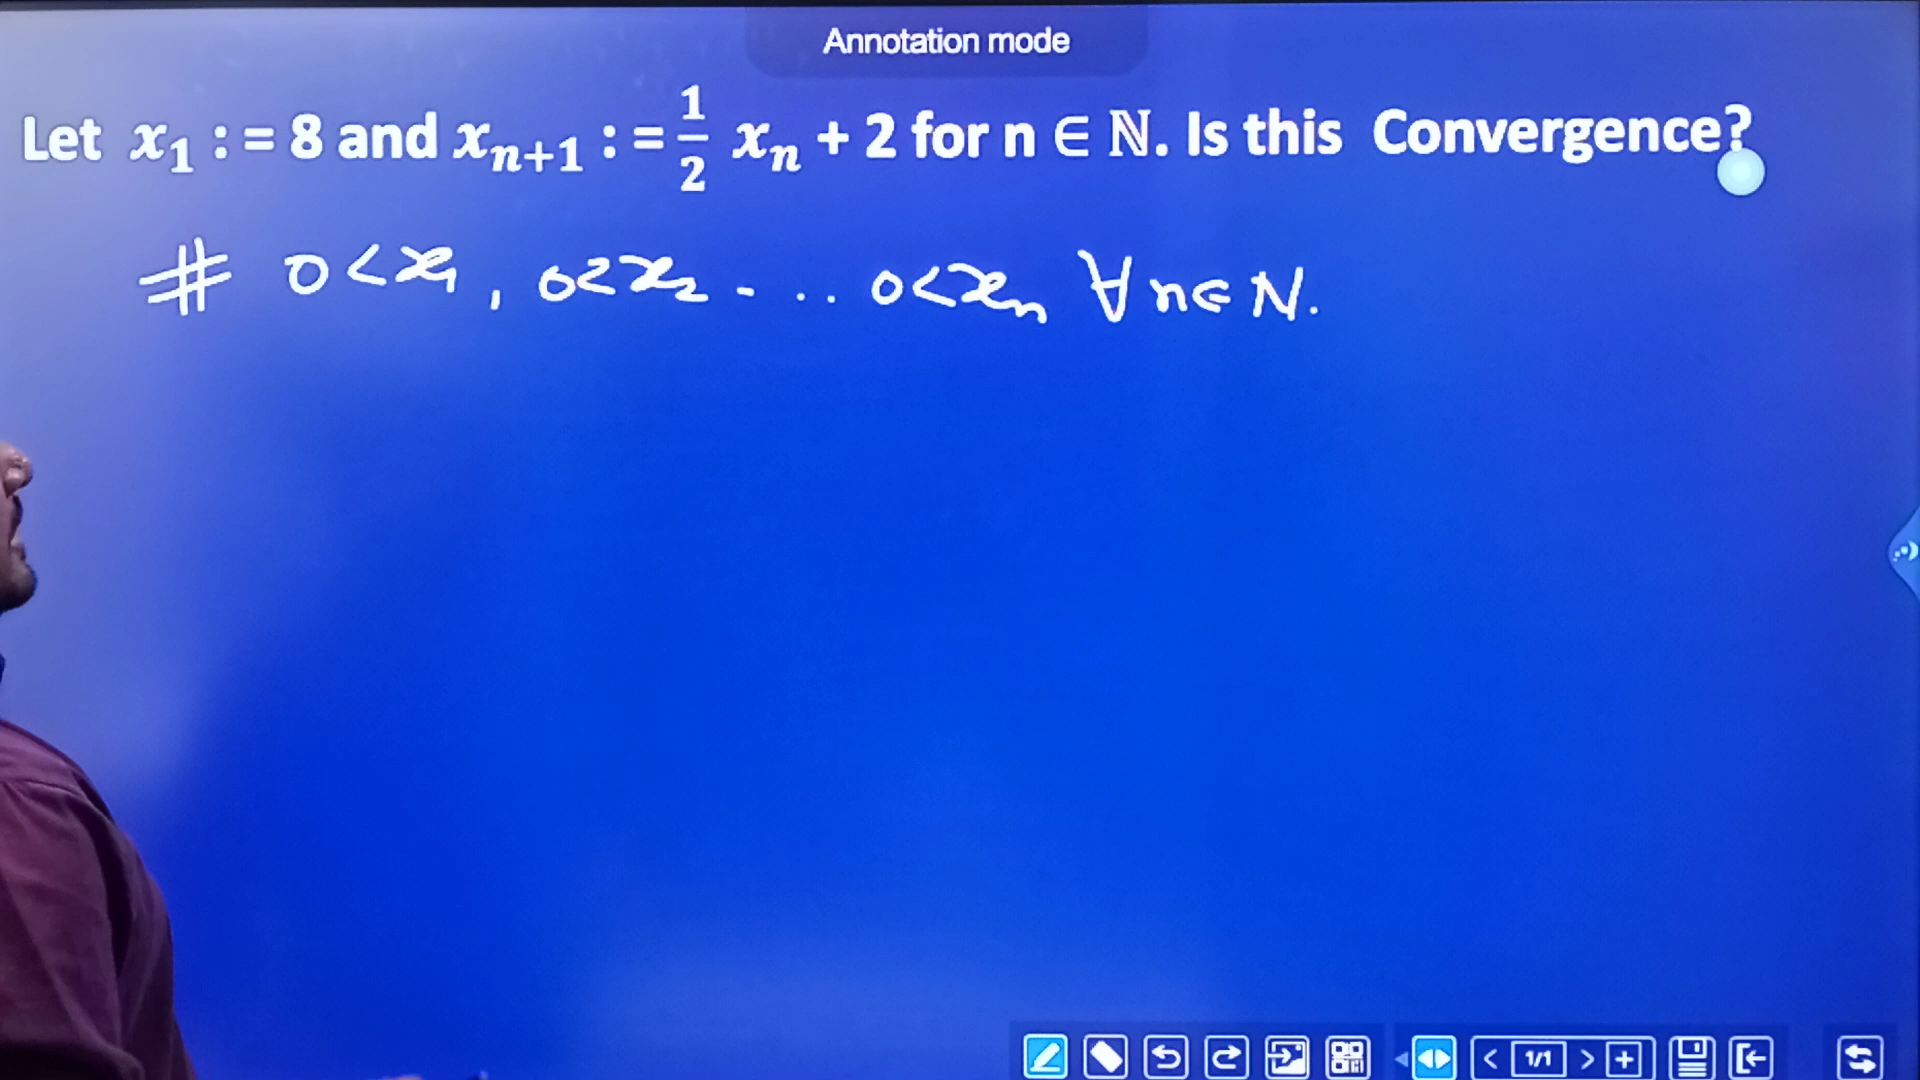 Annotation mode
Let x₁ := 8 and xₙ₊₁ := 1/2 xₙ + 2 for n ∈ ℕ. Is this Convergence?
# 0<x₁, 0<x₂ - .. 0<xₙ ∀ n∈N.
1/1